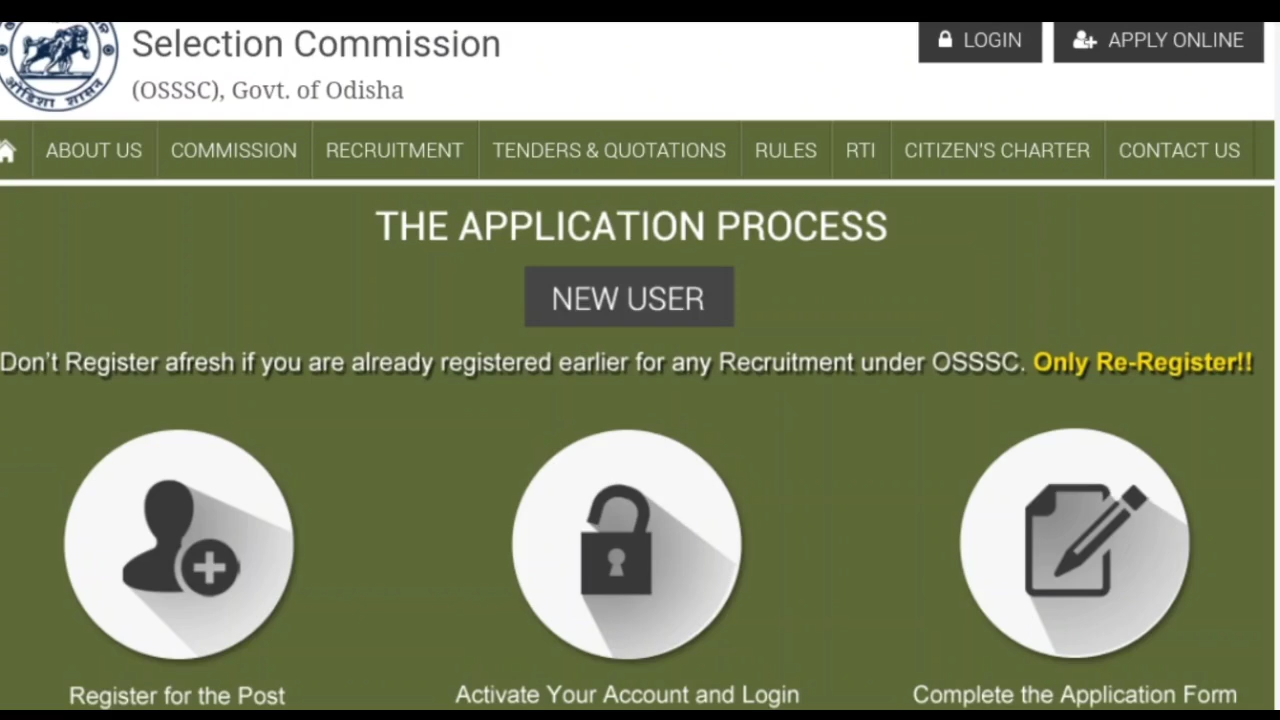 Selection Commission
(OSSSC), Govt. of Odisha
ओडिशा शासन
LOGIN
APPLY ONLINE
ABOUT US
COMMISSION
RECRUITMENT
TENDERS & QUOTATIONS
RULES
RTI
CITIZEN'S CHARTER
CONTACT US
THE APPLICATION PROCESS
NEW USER
Don't Register afresh if you are already registered earlier for any Recruitment under OSSSC. Only Re-Register!!
Register for the Post
Activate Your Account and Login
Complete the Application Form